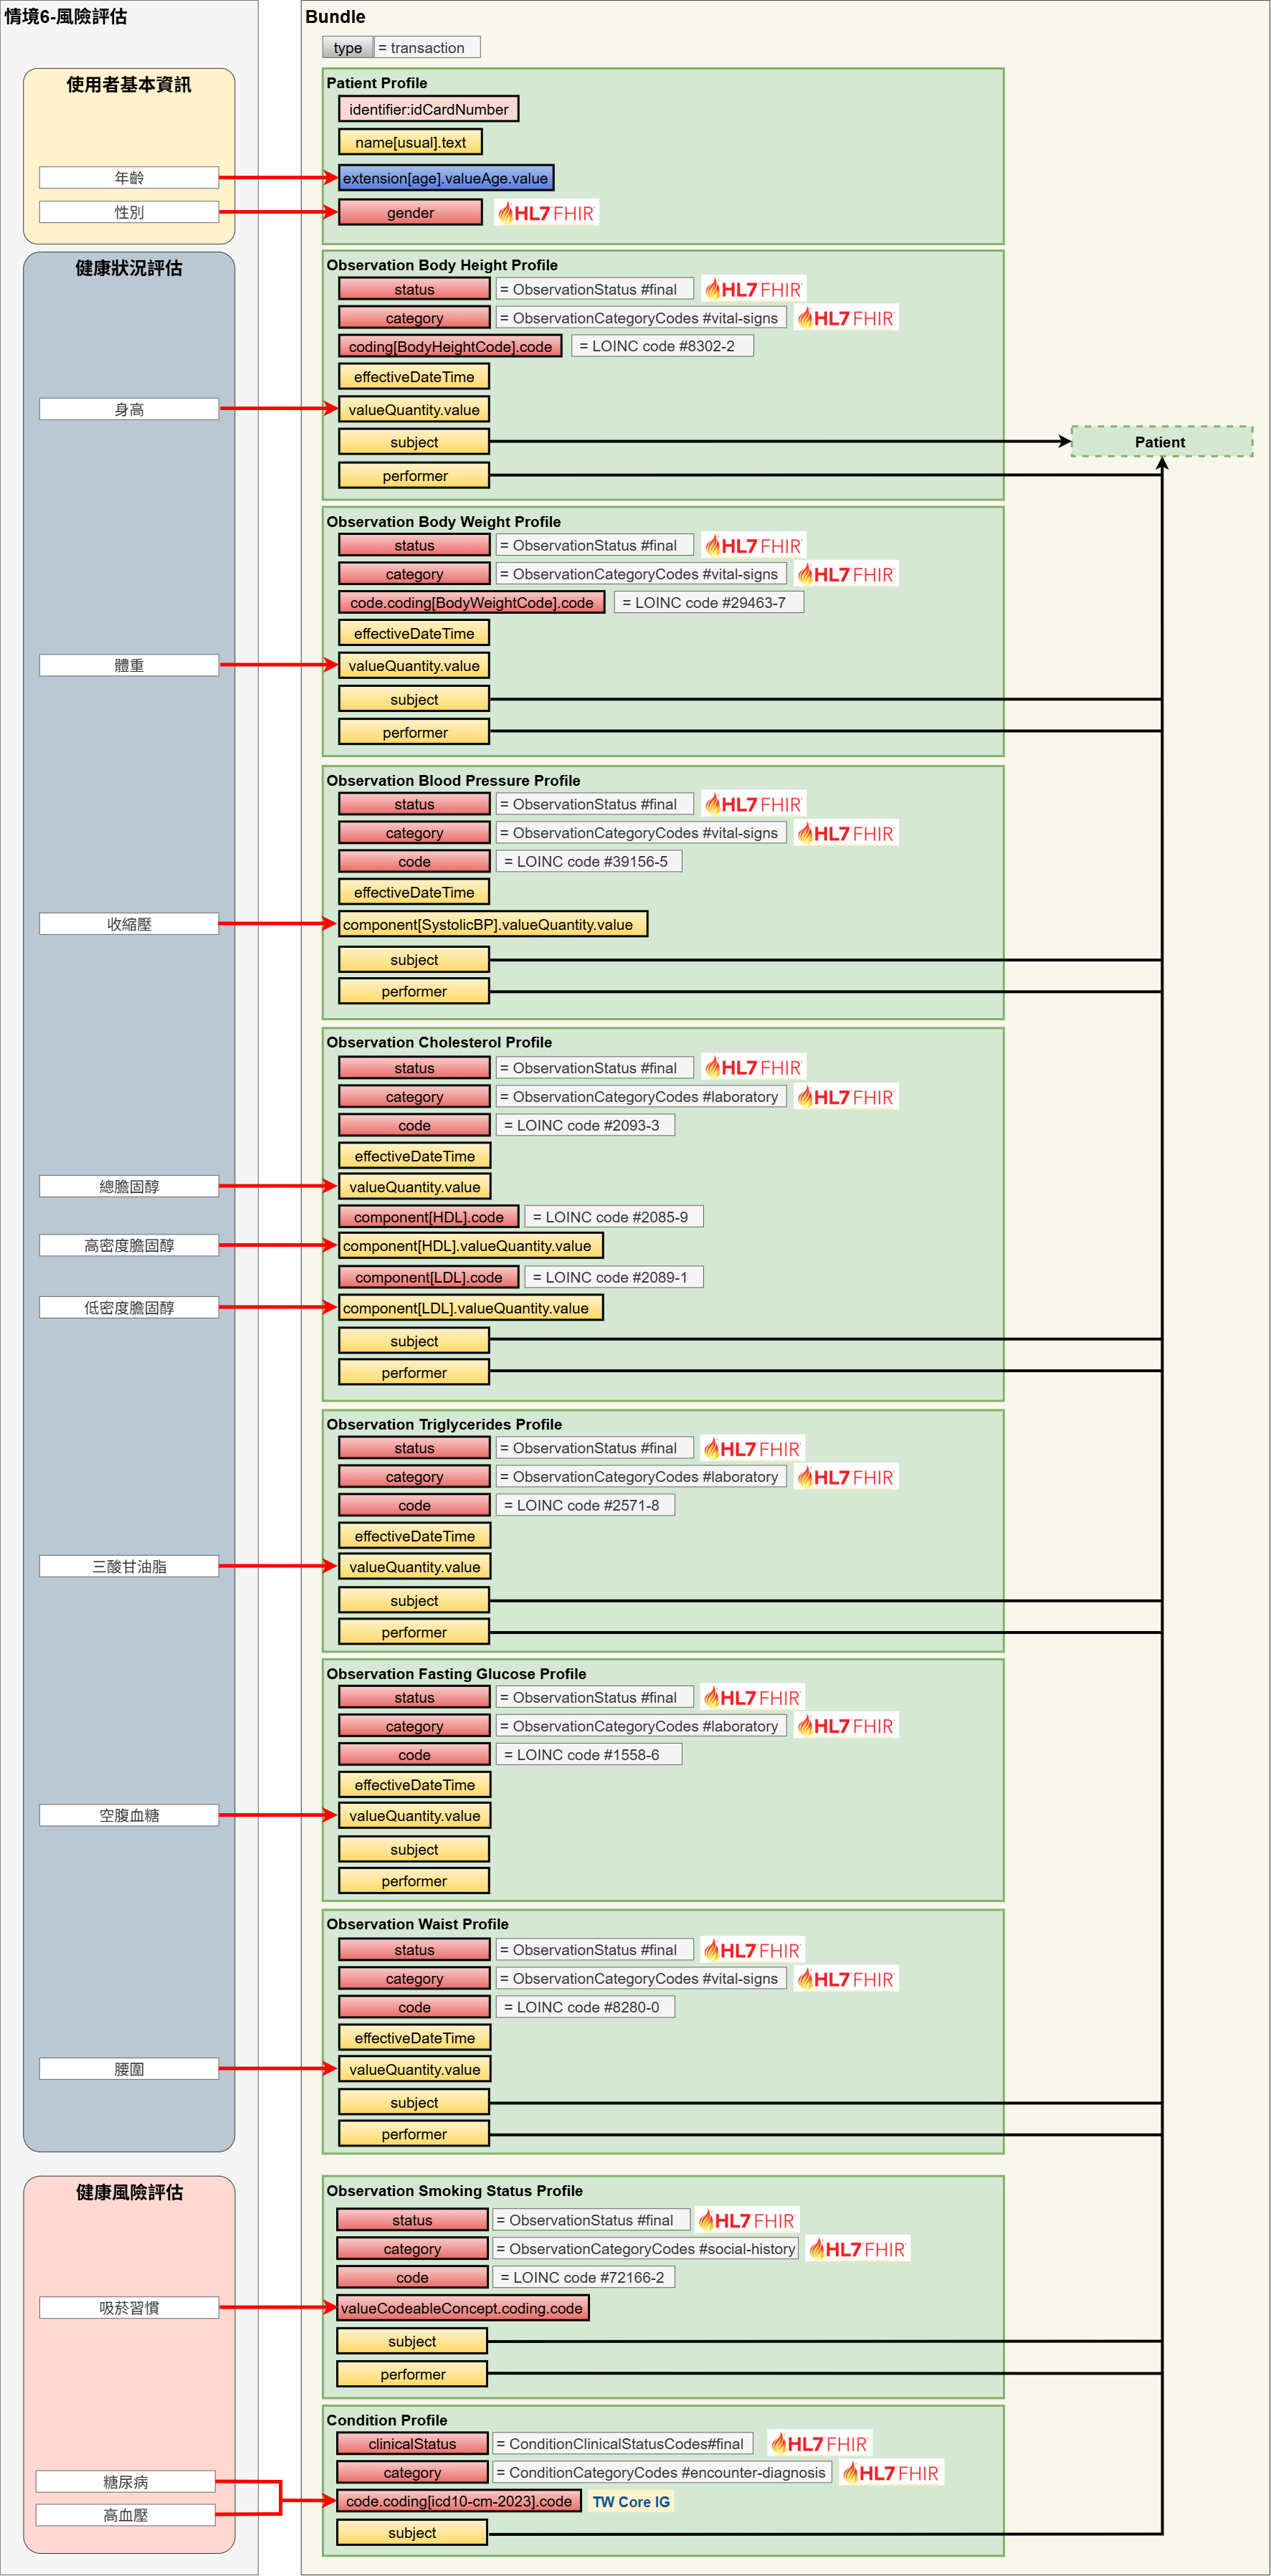 情境6-風險評估
Bundle
type = transaction
使用者基本資訊
Patient Profile
identifier:idCardNumber
name[usual].text
年齡 extension[age].valueAge.value
性別 gender HL7 FHIR
健康狀況評估
Observation Body Height Profile
status = ObservationStatus #final HL7 FHIR
category = ObservationCategoryCodes #vital-signs HL7 FHIR
coding[BodyHeightCode].code = LOINC code #8302-2
effectiveDateTime
身高 valueQuantity.value
subject Patient
performer
Observation Body Weight Profile
status = ObservationStatus #final HL7 FHIR
category = ObservationCategoryCodes #vital-signs HL7 FHIR
code.coding[BodyWeightCode].code = LOINC code #29463-7
effectiveDateTime
體重 valueQuantity.value
subject
performer
Observation Blood Pressure Profile
status = ObservationStatus #final HL7 FHIR
category = ObservationCategoryCodes #vital-signs HL7 FHIR
code = LOINC code #39156-5
effectiveDateTime
收縮壓 component[SystolicBP].valueQuantity.value
subject
performer
Observation Cholesterol Profile
status = ObservationStatus #final HL7 FHIR
category = ObservationCategoryCodes #laboratory HL7 FHIR
code = LOINC code #2093-3
effectiveDateTime
總膽固醇 valueQuantity.value
component[HDL].code = LOINC code #2085-9
高密度膽固醇 component[HDL].valueQuantity.value
component[LDL].code = LOINC code #2089-1
低密度膽固醇 component[LDL].valueQuantity.value
subject
performer
Observation Triglycerides Profile
status = ObservationStatus #final HL7 FHIR
category = ObservationCategoryCodes #laboratory HL7 FHIR
code = LOINC code #2571-8
effectiveDateTime
三酸甘油脂 valueQuantity.value
subject
performer
Observation Fasting Glucose Profile
status = ObservationStatus #final HL7 FHIR
category = ObservationCategoryCodes #laboratory HL7 FHIR
code = LOINC code #1558-6
effectiveDateTime
空腹血糖 valueQuantity.value
subject
performer
Observation Waist Profile
status = ObservationStatus #final HL7 FHIR
category = ObservationCategoryCodes #vital-signs HL7 FHIR
code = LOINC code #8280-0
effectiveDateTime
腰圍 valueQuantity.value
subject
performer
健康風險評估
Observation Smoking Status Profile
status = ObservationStatus #final HL7 FHIR
category = ObservationCategoryCodes #social-history HL7 FHIR
code = LOINC code #72166-2
吸菸習慣 valueCodeableConcept.coding.code
subject
performer
Condition Profile
clinicalStatus = ConditionClinicalStatusCodes#final HL7 FHIR
category = ConditionCategoryCodes #encounter-diagnosis HL7 FHIR
糖尿病
code.coding[icd10-cm-2023].code TW Core IG
高血壓
subject